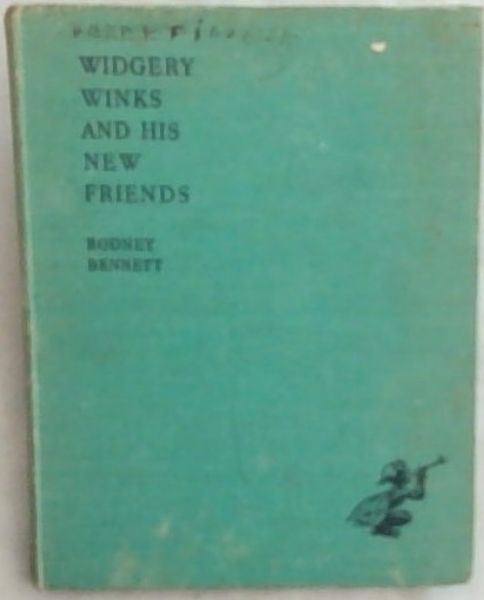 WIDGERY
WINKS
AND HIS
NEW
FRIENDS
RODNEY
BENNETT